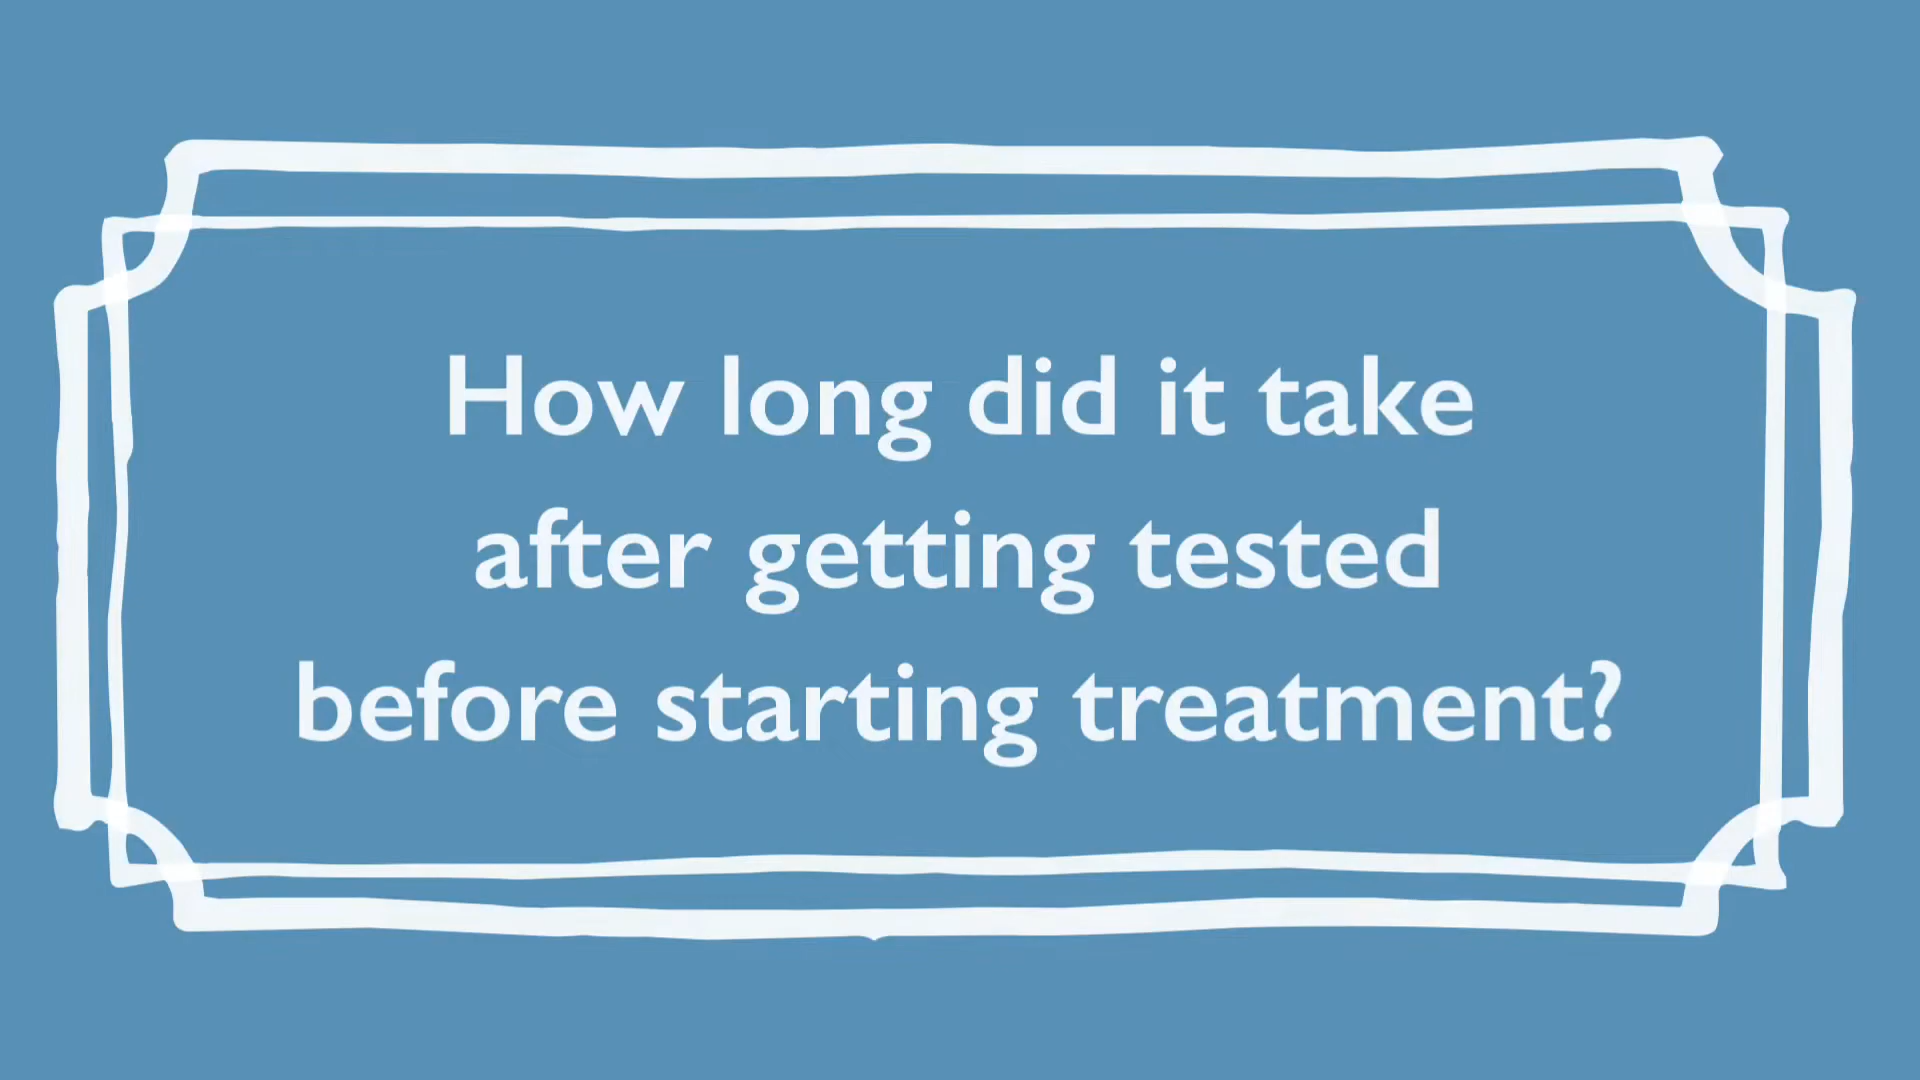 How long did it take
after getting tested
before starting treatment?